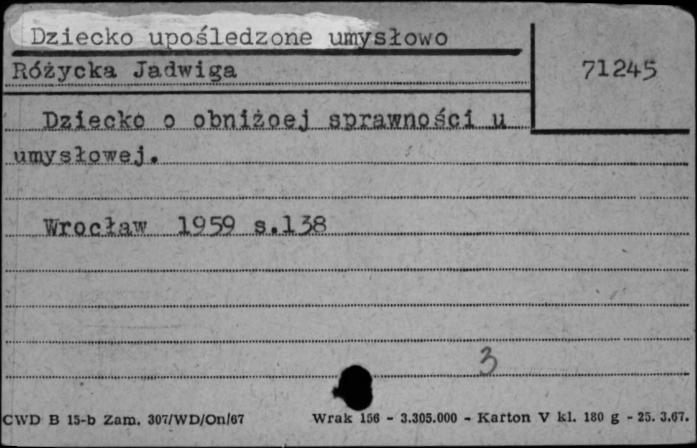 Dziecko upośledzone umysłowo
Różycka Jadwiga
71245
Dziecko o obniżoej sprawności u
umysłowej.
Wrocław 1959 s.138
3
CWD B 15-b Zam. 307/WD/On/67 Wrak 156 - 3.305.000 - Karton V kl. 180 g - 25. 3.67.